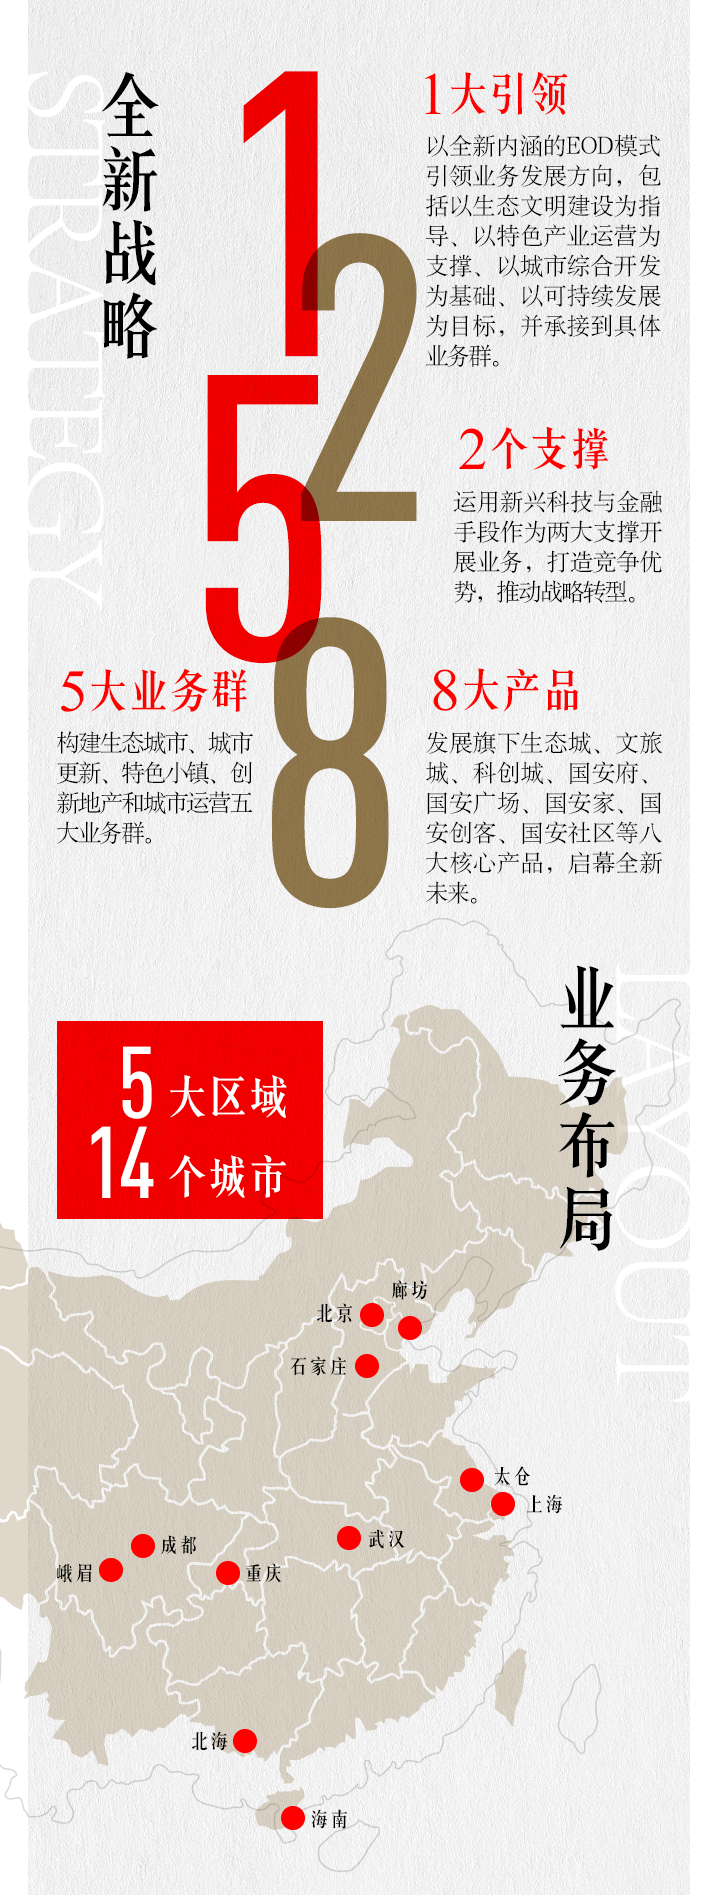 全新战略
STRATEGY
1
2
5
8
1大引领
以全新内涵的EOD模式
引领业务发展方向，包
括以生态文明建设为指
导、以特色产业运营为
支撑、以城市综合开发
为基础、以可持续发展
为目标，并承接到具体
业务群。
2个支撑
运用新兴科技与金融
手段作为两大支撑开
展业务，打造竞争优
势，推动战略转型。
5大业务群
构建生态城市、城市
更新、特色小镇、创
新地产和城市运营五
大业务群。
8大产品
发展旗下生态城、文旅
城、科创城、国安府、
国安广场、国安家、国
安创客、国安社区等八
大核心产品，启幕全新
未来。
业务布局
LAYOUT
5大区域
14个城市
廊坊
北京
石家庄
太仓
上海
武汉
成都
峨眉
重庆
北海
海南